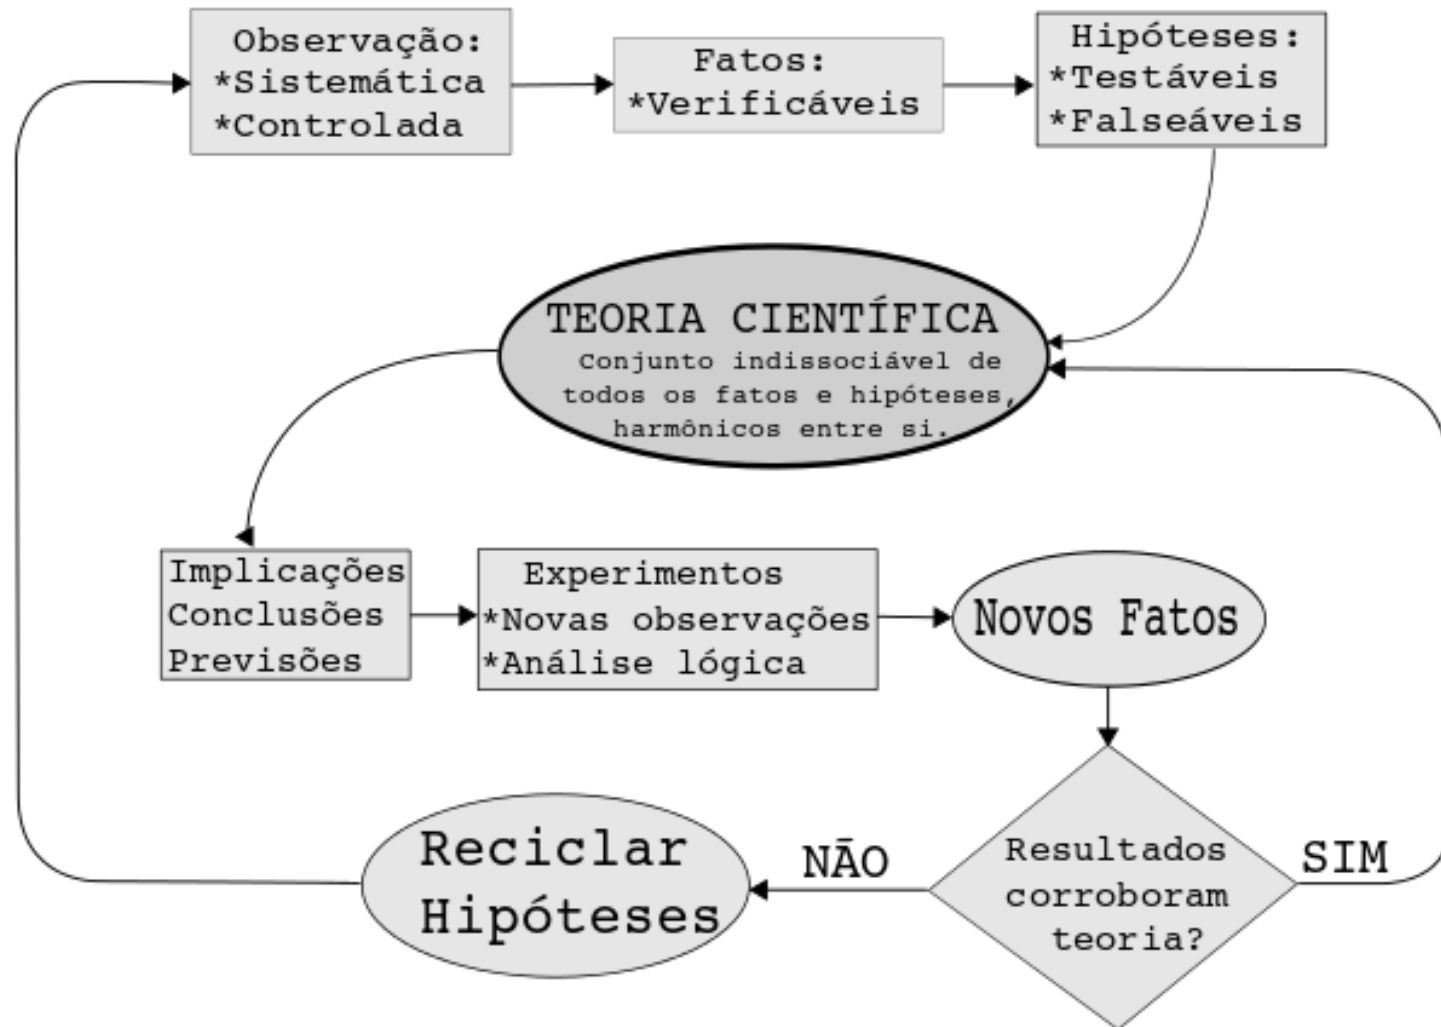 Observação:
*Sistemática
*Controlada
Fatos:
*Verificáveis
Hipóteses:
*Testáveis
*Falseáveis
TEORIA CIENTÍFICA
Conjunto indissociável de
todos os fatos e hipóteses,
harmônicos entre si.
Implicações
Conclusões
Previsões
Experimentos
*Novas observações
*Análise lógica
Novos Fatos
Resultados
corroboram
teoria?
SIM
NÃO
Reciclar
Hipóteses